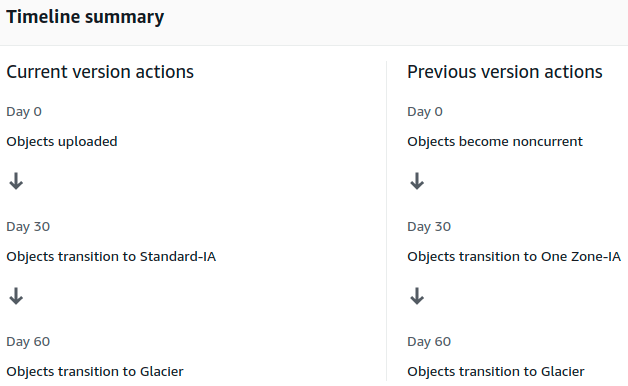 Timeline summary
Current version actions
Day 0
Objects uploaded
Day 30
Objects transition to Standard-IA
Day 60
Objects transition to Glacier
Previous version actions
Day 0
Objects become noncurrent
Day 30
Objects transition to One Zone-IA
Day 60
Objects transition to Glacier